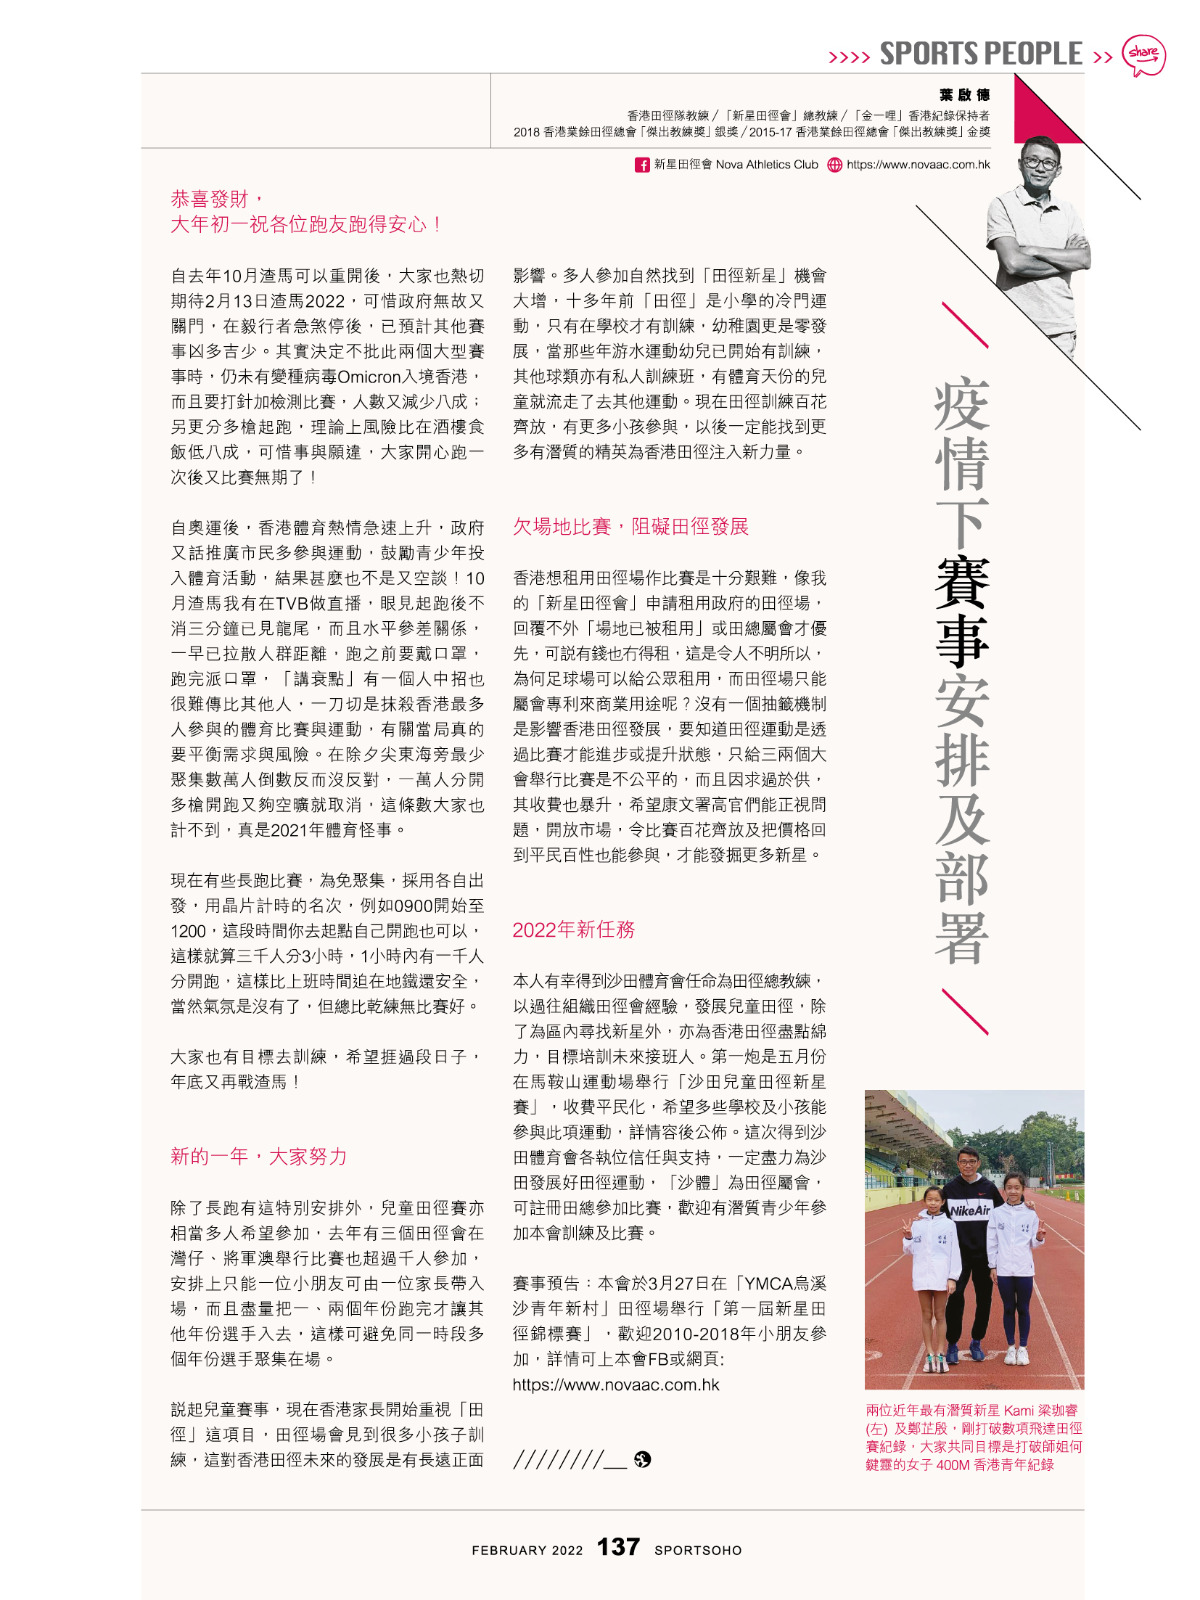 >>>> SPORTS PEOPLE >> share
葉啟德
香港田徑隊教練 / 「新星田徑會」總教練 / 「金一哩」香港紀錄保持者
2018 香港業餘田徑總會「傑出教練獎」銀獎 / 2015-17 香港業餘田徑總會「傑出教練獎」金獎
新星田徑會 Nova Athletics Club https://www.novaac.com.hk
疫情下賽事安排及部署
恭喜發財，
大年初一祝各位跑友跑得安心！
自去年10月渣馬可以重開後，大家也熱切
期待2月13日渣馬2022，可惜政府無故又
關門，在毅行者急煞停後，已預計其他賽
事凶多吉少。其實決定不批此兩個大型賽
事時，仍未有變種病毒Omicron入境香港，
而且要打針加檢測比賽，人數又減少八成；
另更分多槍起跑，理論上風險比在酒樓食
飯低八成，可惜事與願違，大家開心跑一
次後又比賽無期了！
自奧運後，香港體育熱情急速上升，政府
又話推廣市民多參與運動，鼓勵青少年投
入體育活動，結果甚麼也不是又空談！10
月渣馬我有在TVB做直播，眼見起跑後不
消三分鐘已見龍尾，而且水平參差關係，
一早已拉散人群距離，跑之前要戴口罩，
跑完派口罩，「講衰點」有一個人中招也
很難傳比其他人，一刀切是抹殺香港最多
人參與的體育比賽與運動，有關當局真的
要平衡需求與風險。在除夕尖東海旁最少
聚集數萬人倒數反而沒反對，一萬人分開
多槍開跑又夠空曠就取消，這條數大家也
計不到，真是2021年體育怪事。
現在有些長跑比賽，為免聚集，採用各自出
發，用晶片計時的名次，例如0900開始至
1200，這段時間你去起點自己開跑也可以，
這樣就算三千人分3小時，1小時內有一千人
分開跑，這樣比上班時間迫在地鐵還安全，
當然氣氛是沒有了，但總比乾練無比賽好。
大家也有目標去訓練，希望捱過段日子，
年底又再戰渣馬！
新的一年，大家努力
除了長跑有這特別安排外，兒童田徑賽亦
相當多人希望參加，去年有三個田徑會在
灣仔、將軍澳舉行比賽也超過千人參加，
安排上只能一位小朋友可由一位家長帶入
場，而且盡量把一、兩個年份跑完才讓其
他年份選手入去，這樣可避免同一時段多
個年份選手聚集在場。
説起兒童賽事，現在香港家長開始重視「田
徑」這項目，田徑場會見到很多小孩子訓
練，這對香港田徑未來的發展是有長遠正面
影響。多人參加自然找到「田徑新星」機會
大增，十多年前「田徑」是小學的冷門運
動，只有在學校才有訓練，幼稚園更是零發
展，當那些年游水運動幼兒已開始有訓練，
其他球類亦有私人訓練班，有體育天份的兒
童就流走了去其他運動。現在田徑訓練百花
齊放，有更多小孩參與，以後一定能找到更
多有潛質的精英為香港田徑注入新力量。
欠場地比賽，阻礙田徑發展
香港想租用田徑場作比賽是十分艱難，像我
的「新星田徑會」申請租用政府的田徑場，
回覆不外「場地已被租用」或田總屬會才優
先，可説有錢也冇得租，這是令人不明所以，
為何足球場可以給公眾租用，而田徑場只能
屬會專利來商業用途呢？沒有一個抽籤機制
是影響香港田徑發展，要知道田徑運動是透
過比賽才能進步或提升狀態，只給三兩個大
會舉行比賽是不公平的，而且因求過於供，
其收費也暴升，希望康文署高官們能正視問
題，開放市場，令比賽百花齊放及把價格回
到平民百性也能參與，才能發掘更多新星。
2022年新任務
本人有幸得到沙田體育會任命為田徑總教練，
以過往組織田徑會經驗，發展兒童田徑，除
了為區內尋找新星外，亦為香港田徑盡點綿
力，目標培訓未來接班人。第一炮是五月份
在馬鞍山運動場舉行「沙田兒童田徑新星
賽」，收費平民化，希望多些學校及小孩能
參與此項運動，詳情容後公佈。這次得到沙
田體育會各執位信任與支持，一定盡力為沙
田發展好田徑運動，「沙體」為田徑屬會，
可註冊田總參加比賽，歡迎有潛質青少年參
加本會訓練及比賽。
賽事預告：本會於3月27日在「YMCA烏溪
沙青年新村」田徑場舉行「第一屆新星田
徑錦標賽」，歡迎2010-2018年小朋友參
加，詳情可上本會FB或網頁:
https://www.novaac.com.hk
NikeAir
兩位近年最有潛質新星 Kami 梁珈睿
(左) 及鄭芷殷，剛打破數項飛達田徑
賽紀錄，大家共同目標是打破師姐何
鍵靈的女子 400M 香港青年紀錄
FEBRUARY 2022 137 SPORTSOHO